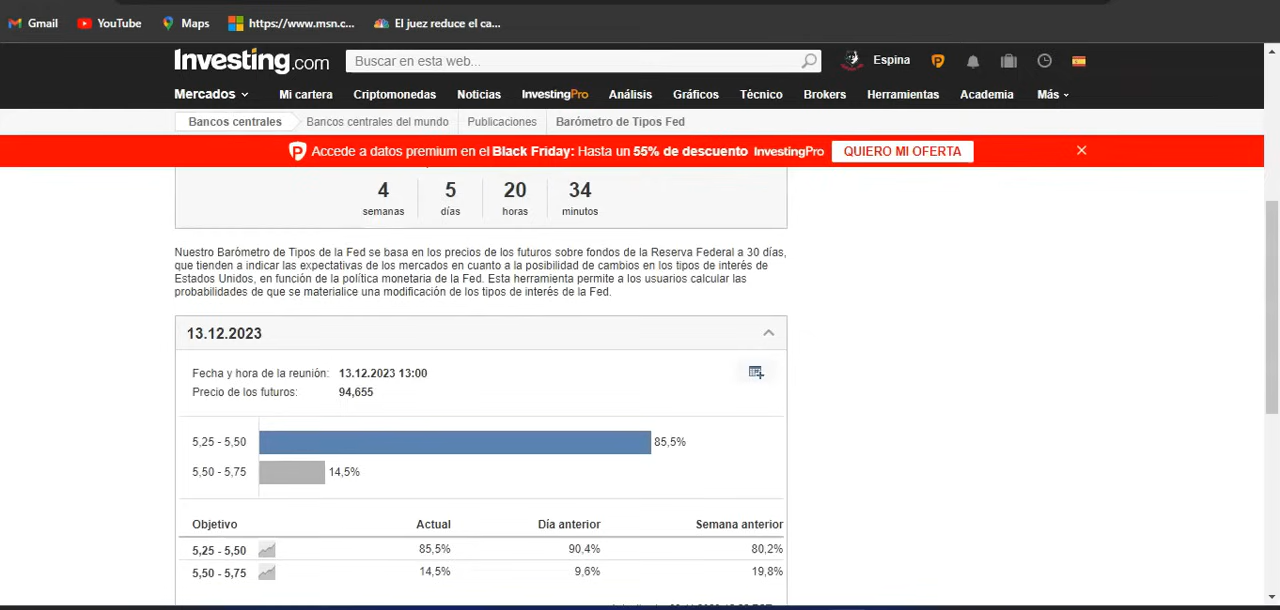 Gmail YouTube Maps https://www.msn.c... El juez reduce el ca...
Investing.com Buscar en esta web... Espina
Mercados Mi cartera Criptomonedas Noticias InvestingPro Análisis Gráficos Técnico Brokers Herramientas Academia Más
Bancos centrales Bancos centrales del mundo Publicaciones Barómetro de Tipos Fed
Accede a datos premium en el Black Friday: Hasta un 55% de descuento InvestingPro QUIERO MI OFERTA
4 5 20 34
semanas días horas minutos
Nuestro Barómetro de Tipos de la Fed se basa en los precios de los futuros sobre fondos de la Reserva Federal a 30 días,
que tienden a indicar las expectativas de los mercados en cuanto a la posibilidad de cambios en los tipos de interés de
Estados Unidos, en función de la política monetaria de la Fed. Esta herramienta permite a los usuarios calcular las
probabilidades de que se materialice una modificación de los tipos de interés de la Fed.
13.12.2023
Fecha y hora de la reunión: 13.12.2023 13:00
Precio de los futuros: 94,655
5,25 - 5,50 85,5%
5,50 - 5,75 14,5%
Objetivo Actual Día anterior Semana anterior
5,25 - 5,50 85,5% 90,4% 80,2%
5,50 - 5,75 14,5% 9,6% 19,8%